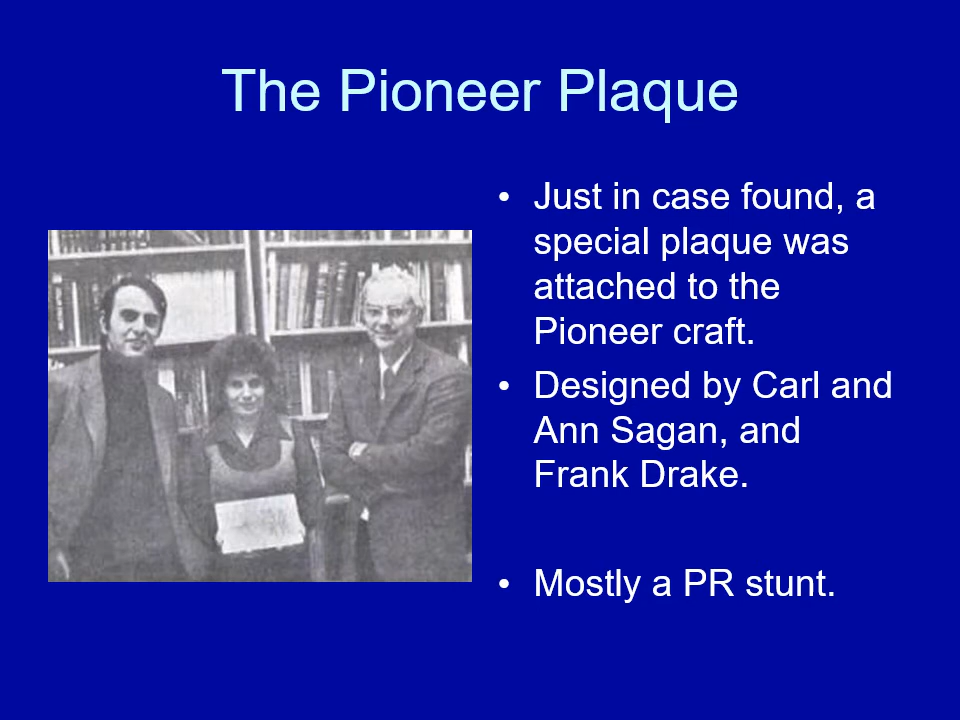 The Pioneer Plaque
• Just in case found, a
special plaque was
attached to the
Pioneer craft.
• Designed by Carl and
Ann Sagan, and
Frank Drake.
• Mostly a PR stunt.